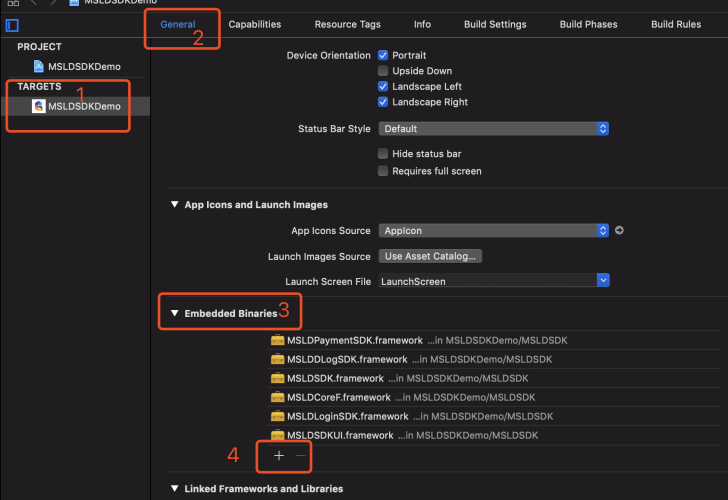 MSLDSDKDemo
General
Capabilities
Resource Tags
Info
Build Settings
Build Phases
Build Rules
2
PROJECT
MSLDSDKDemo
TARGETS
1
MSLDSDKDemo
Device Orientation
Portrait
Upside Down
Landscape Left
Landscape Right
Status Bar Style
Default
Hide status bar
Requires full screen
App Icons and Launch Images
App Icons Source
AppIcon
Launch Images Source
Use Asset Catalog...
Launch Screen File
LaunchScreen
Embedded Binaries
3
MSLDPaymentSDK.framework ...in MSLDSDKDemo/MSLDSDK
MSLDDLogSDK.framework ...in MSLDSDKDemo/MSLDSDK
MSLDSDK.framework ...in MSLDSDKDemo/MSLDSDK
MSLDCoreF.framework ...in MSLDSDKDemo/MSLDSDK
MSLDLoginSDK.framework ...in MSLDSDKDemo/MSLDSDK
MSLDSDKUI.framework ...in MSLDSDKDemo/MSLDSDK
4
+ −
Linked Frameworks and Libraries